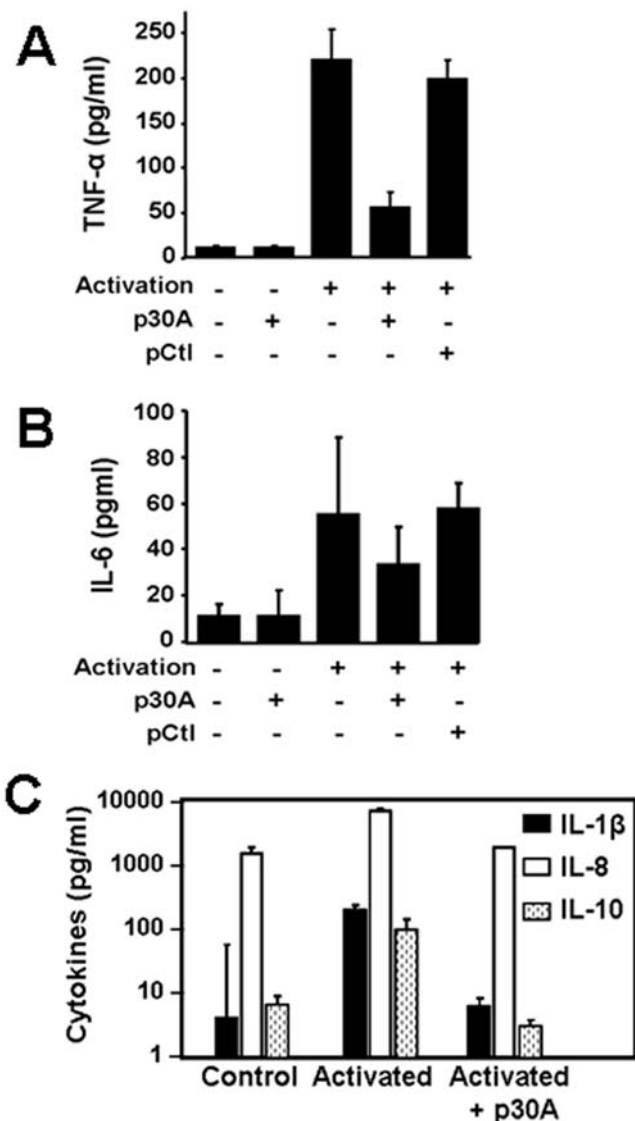 A
TNF-α (pg/ml)
250
200
150
100
50
0
Activation - - + + +
p30A - + - + -
pCtl - - - - +
B
IL-6 (pgml)
100
80
60
40
20
0
Activation - - + + +
p30A - + - + -
pCtl - - - - +
C
Cytokines (pg/ml)
10000
1000
100
10
1
IL-1β
IL-8
IL-10
Control Activated Activated
+ p30A